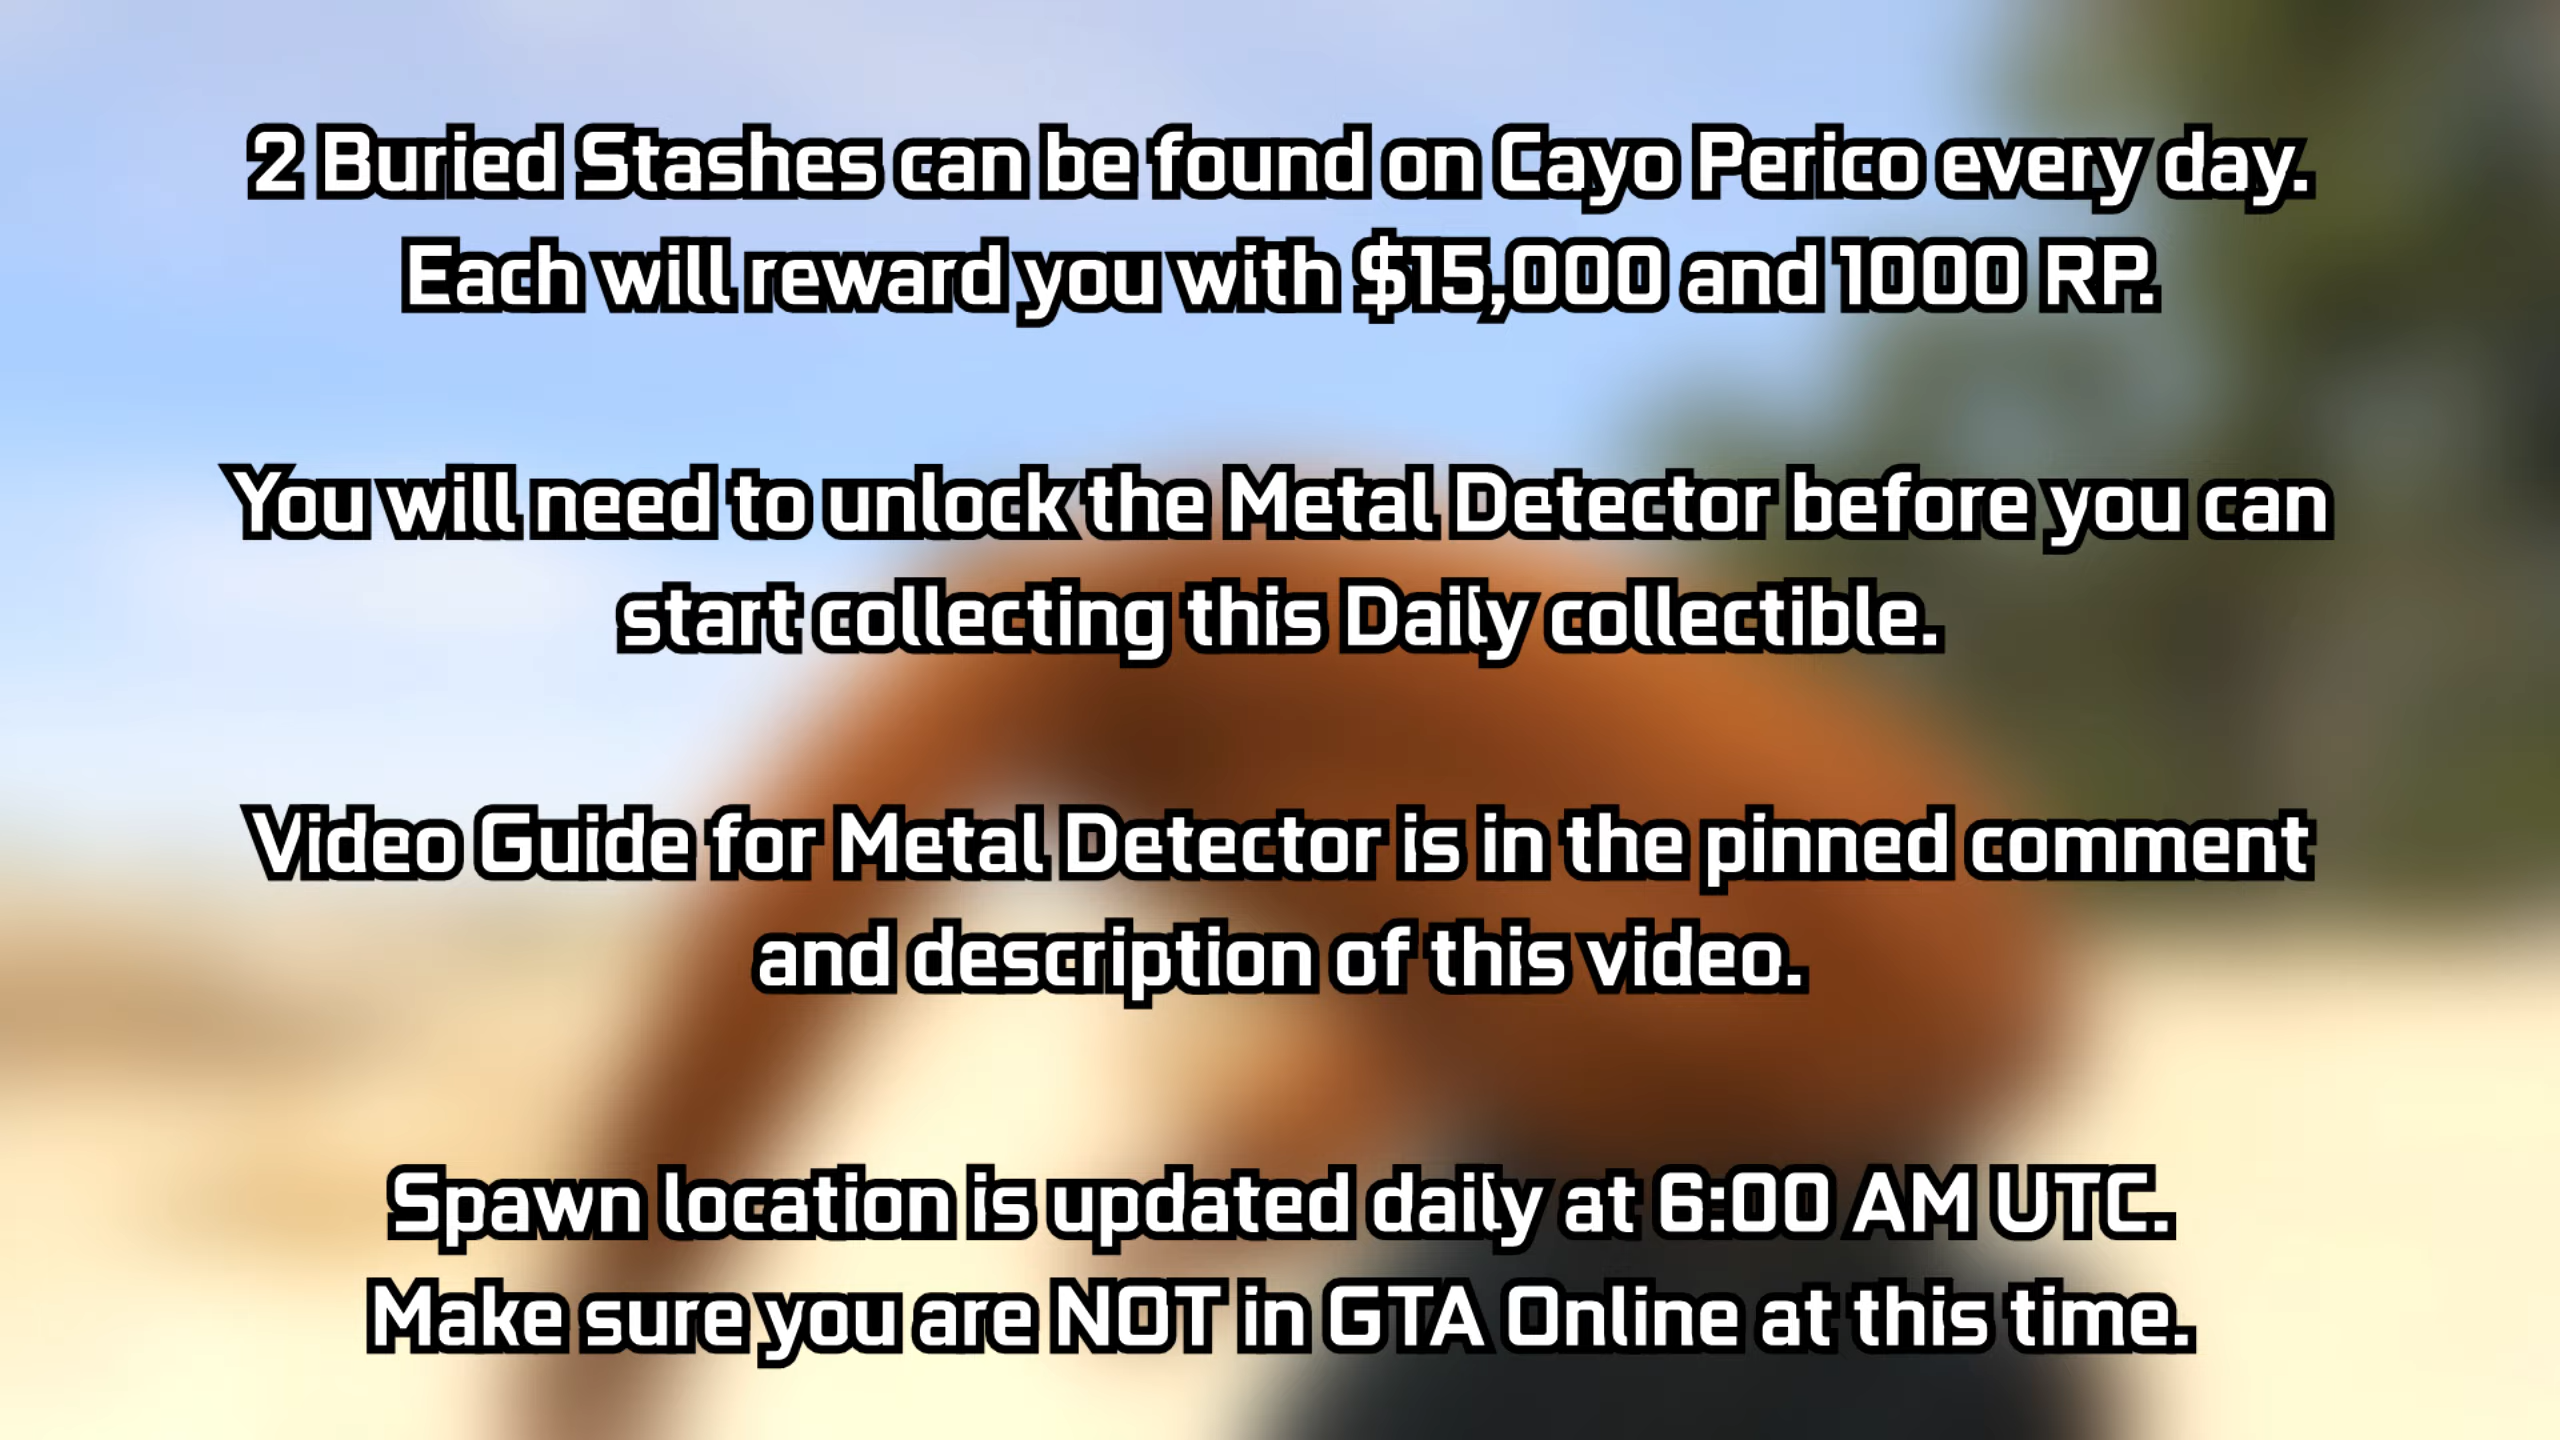 2 Buried Stashes can be found on Cayo Perico every day.
Each will reward you with $15,000 and 1000 RP.
You will need to unlock the Metal Detector before you can
start collecting this Daily collectible.
Video Guide for Metal Detector is in the pinned comment
and description of this video.
Spawn location is updated daily at 6:00 AM UTC.
Make sure you are NOT in GTA Online at this time.